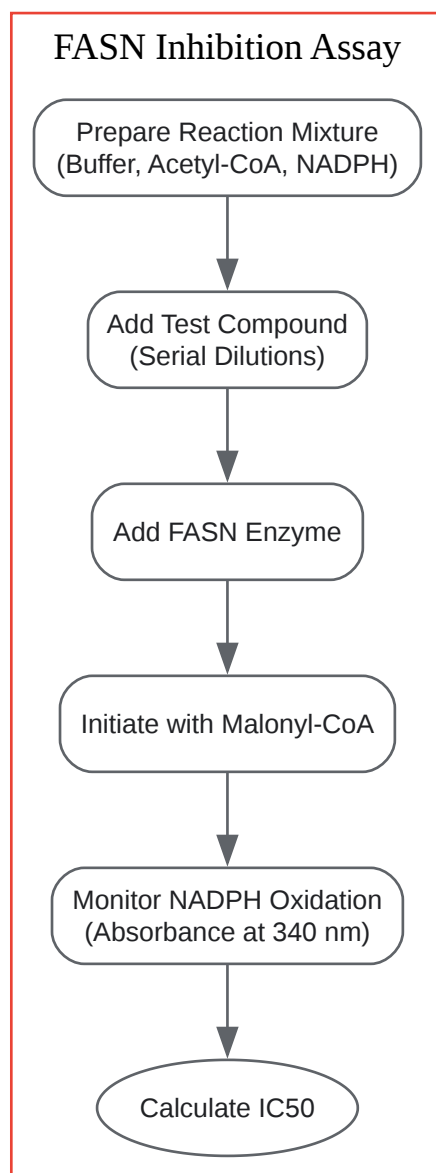 FASN Inhibition Assay
Prepare Reaction Mixture
(Buffer, Acetyl-CoA, NADPH)
Add Test Compound
(Serial Dilutions)
Add FASN Enzyme
Initiate with Malonyl-CoA
Monitor NADPH Oxidation
(Absorbance at 340 nm)
Calculate IC50